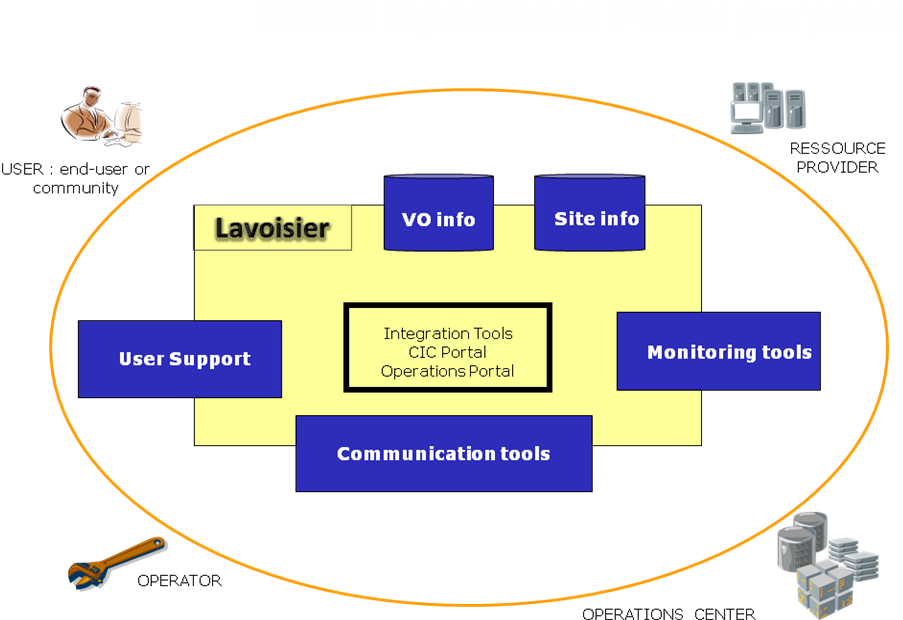 RESSOURCE
PROVIDER
USER : end-user or
community
VO info
Site info
Lavoisier
Integration Tools
CIC Portal
Operations Portal
User Support
Monitoring tools
Communication tools
OPERATOR
OPERATIONS CENTER